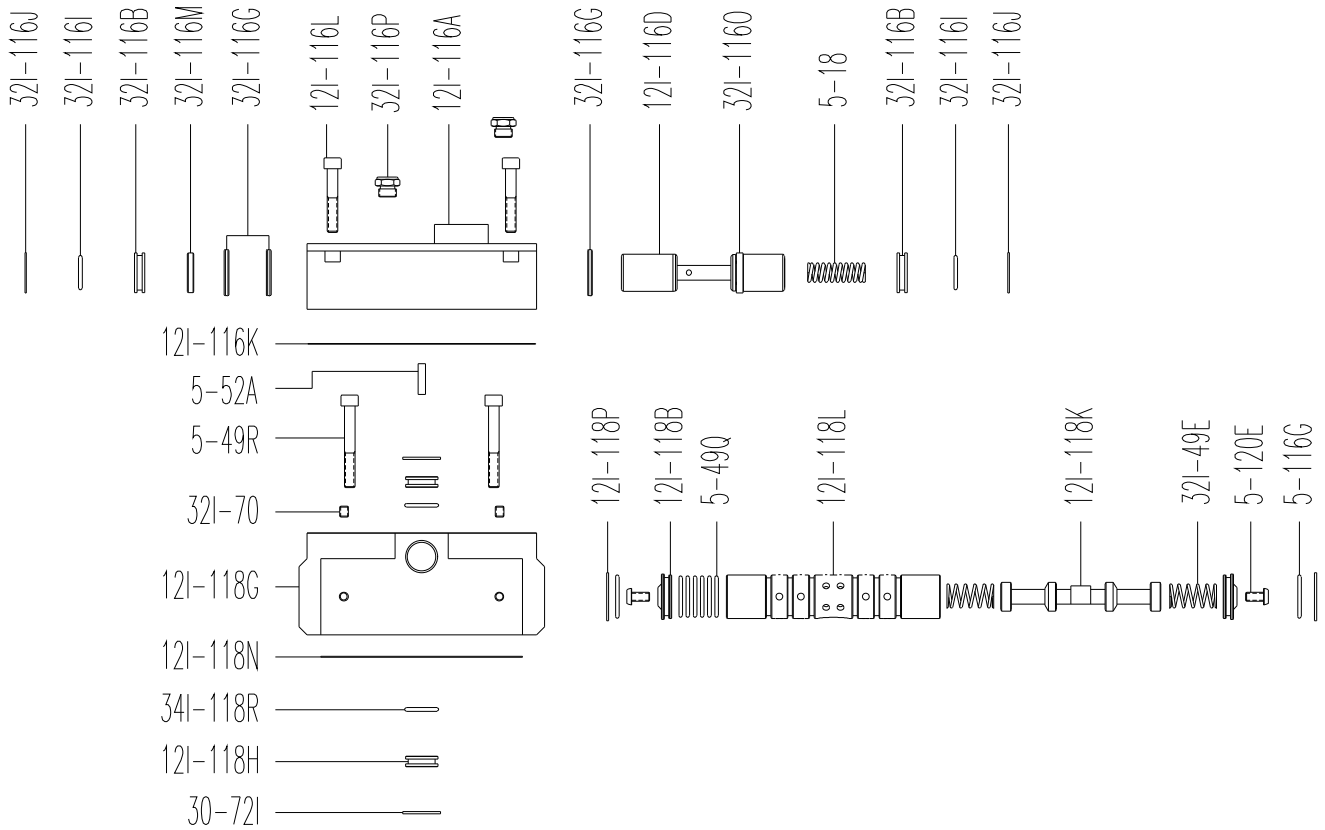 32I-116J
32I-116I
32I-116B
32I-116M
32I-116G
12I-116L
32I-116P
12I-116A
32I-116G
12I-116D
32I-116O
5-18
32I-116B
32I-116I
32I-116J
12I-116K
5-52A
5-49R
32I-70
12I-118G
12I-118N
34I-118R
12I-118H
30-72I
12I-118P
12I-118B
5-49Q
12I-118L
12I-118K
32I-49E
5-120E
5-116G